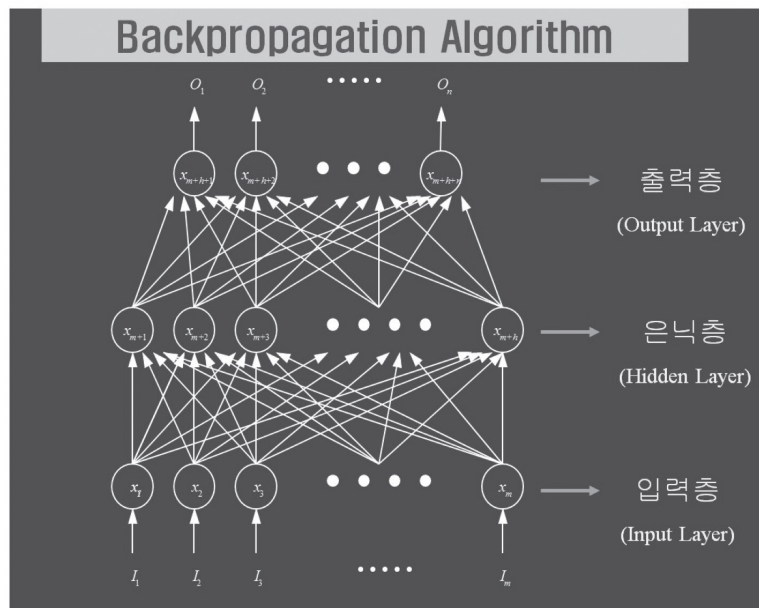 Backpropagation Algorithm
O₁ O₂ ····· Oₙ
xₘ₊ₕ₊₁ xₘ₊ₕ₊₂ • • • xₘ₊ₕ₊ₙ 출력층
(Output Layer)
xₘ₊₁ xₘ₊₂ xₘ₊₃ • • • • xₘ₊ₕ 은닉층
(Hidden Layer)
x₁ x₂ x₃ • • • • xₘ 입력층
(Input Layer)
I₁ I₂ I₃ ····· Iₘ